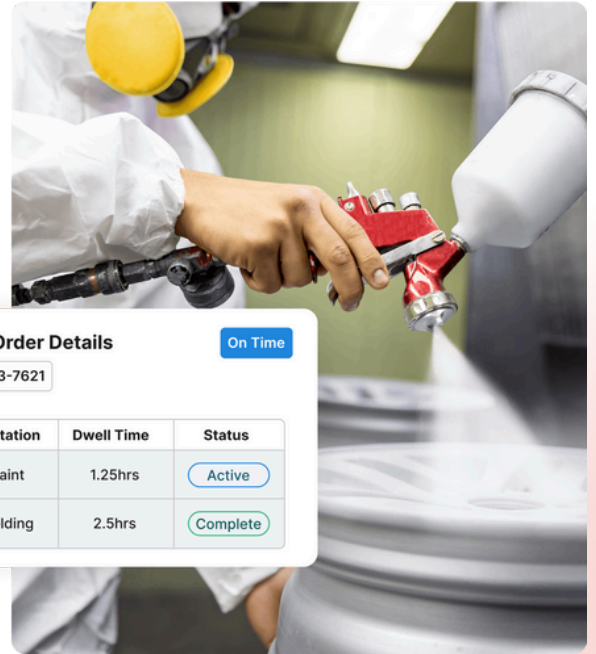 Order Details
On Time
3-7621
tation
Dwell Time
Status
aint
1.25hrs
Active
lding
2.5hrs
Complete